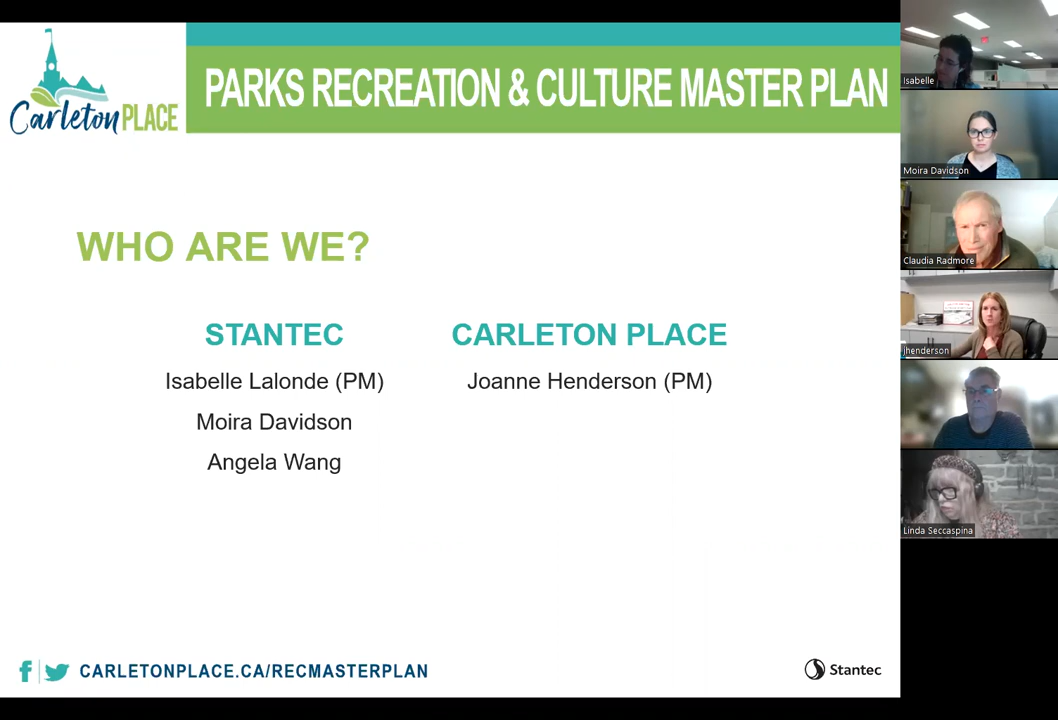 Carleton PLACE
PARKS RECREATION & CULTURE MASTER PLAN
WHO ARE WE?
STANTEC
Isabelle Lalonde (PM)
Moira Davidson
Angela Wang
CARLETON PLACE
Joanne Henderson (PM)
CARLETONPLACE.CA/RECMASTERPLAN
Stantec
Isabelle
Moira Davidson
Claudia Radmore
jhenderson
Linda Seccaspina